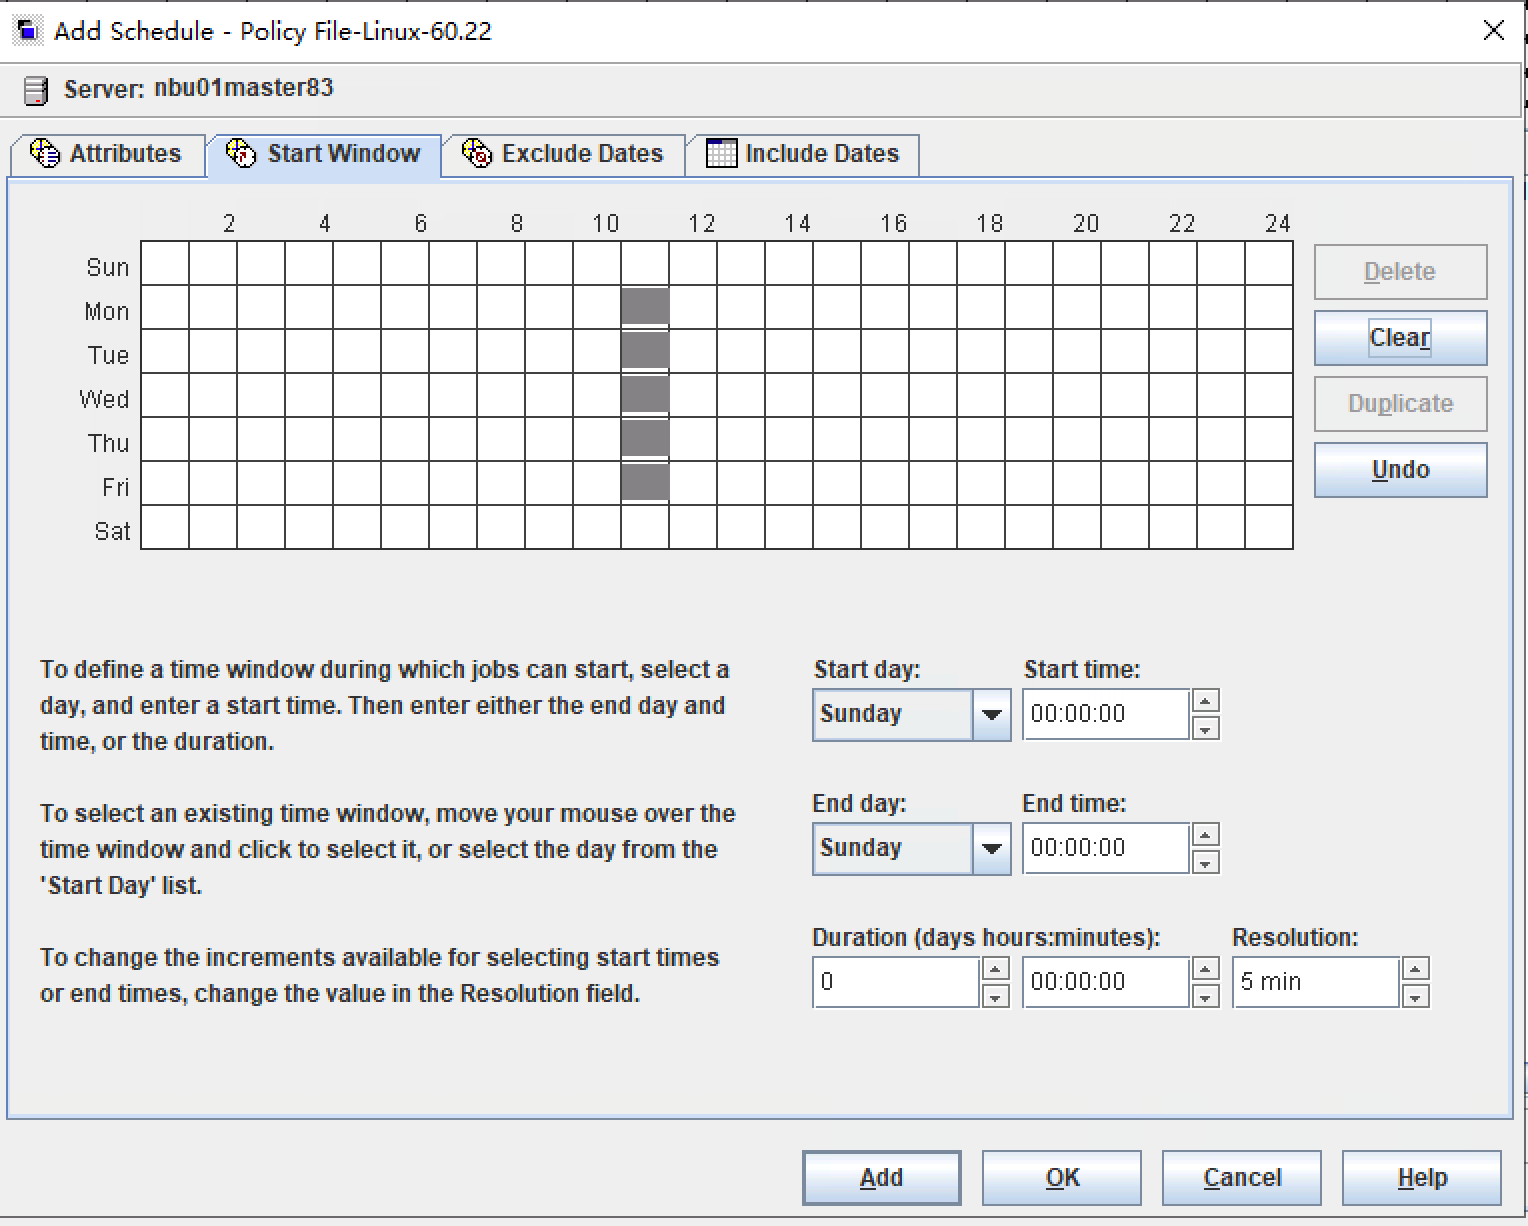 Add Schedule - Policy File-Linux-60.22
Server: nbu01master83
Attributes Start Window Exclude Dates Include Dates
2 4 6 8 10 12 14 16 18 20 22 24
Sun
Mon
Tue
Wed
Thu
Fri
Sat
Delete
Clear
Duplicate
Undo
To define a time window during which jobs can start, select a
day, and enter a start time. Then enter either the end day and
time, or the duration.
To select an existing time window, move your mouse over the
time window and click to select it, or select the day from the
'Start Day' list.
To change the increments available for selecting start times
or end times, change the value in the Resolution field.
Start day: Start time:
Sunday 00:00:00
End day: End time:
Sunday 00:00:00
Duration (days hours:minutes): Resolution:
0 00:00:00 5 min
Add OK Cancel Help